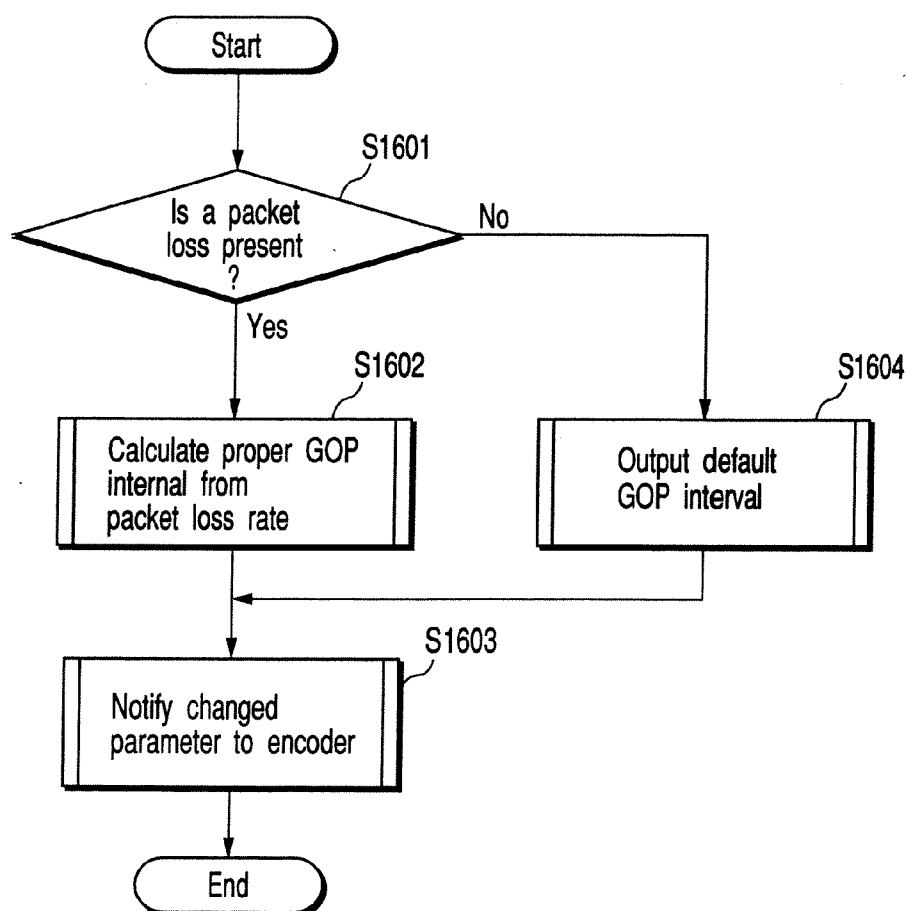 Start
S1601
Is a packet
loss present
?
No
Yes
S1602
Calculate proper GOP
internal from
packet loss rate
S1604
Output default
GOP interval
S1603
Notify changed
parameter to encoder
End